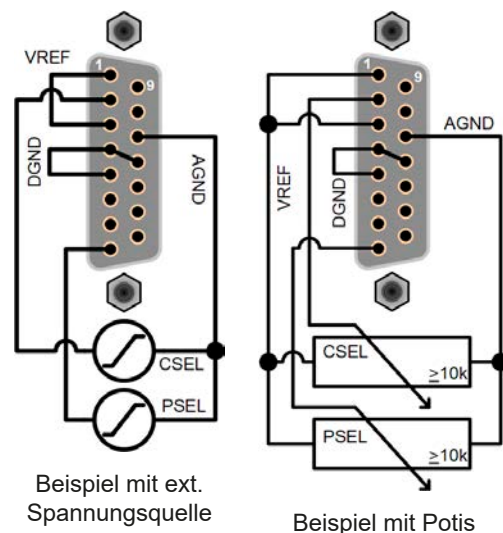 VREF
1
9
DGND
AGND
CSEL
PSEL
Beispiel mit ext.
Spannungsquelle
1
9
AGND
VREF
DGND
CSEL
≥10k
PSEL
≥10k
Beispiel mit Potis